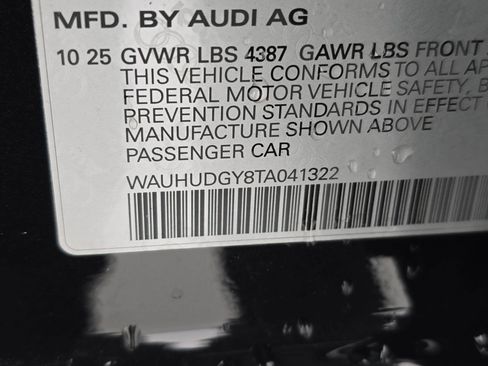 MFD. BY AUDI AG
10 25 GVWR LBS 4387 GAWR LBS FRONT
THIS VEHICLE CONFORMS TO ALL
FEDERAL MOTOR VEHICLE SAFETY,
PREVENTION STANDARDS IN EFFECT
MANUFACTURE SHOWN ABOVE
PASSENGER CAR
WAUHUDGY8TA041322